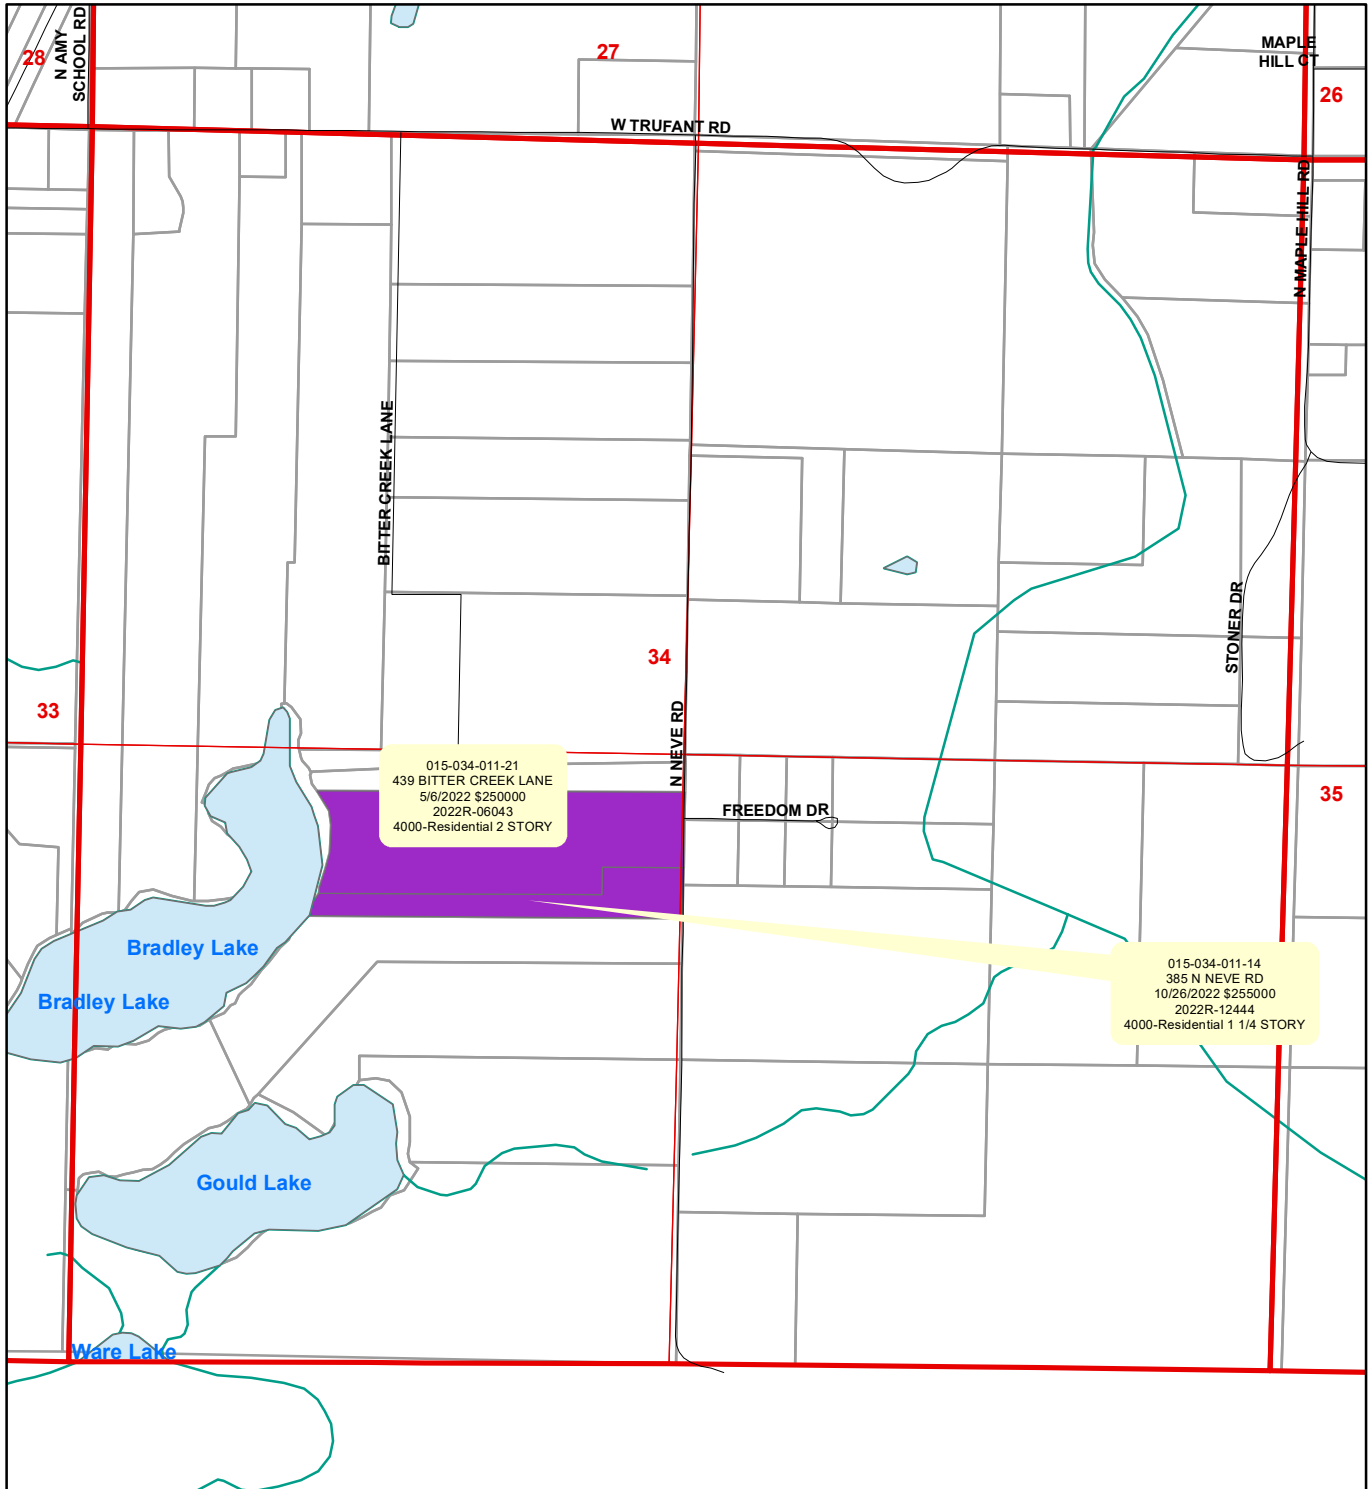 28
N AMY
SCHOOL RD
27
MAPLE
HILL CT
26
W TRUFANT RD
N MAPLE HILL RD
BITTER CREEK LANE
STONER DR
34
33
N NEVE RD
015-034-011-21
439 BITTER CREEK LANE
5/6/2022 $250000
2022R-06043
4000-Residential 2 STORY
FREEDOM DR
35
Bradley Lake
Bradley Lake
015-034-011-14
385 N NEVE RD
10/26/2022 $255000
2022R-12444
4000-Residential 1 1/4 STORY
Gould Lake
Ware Lake